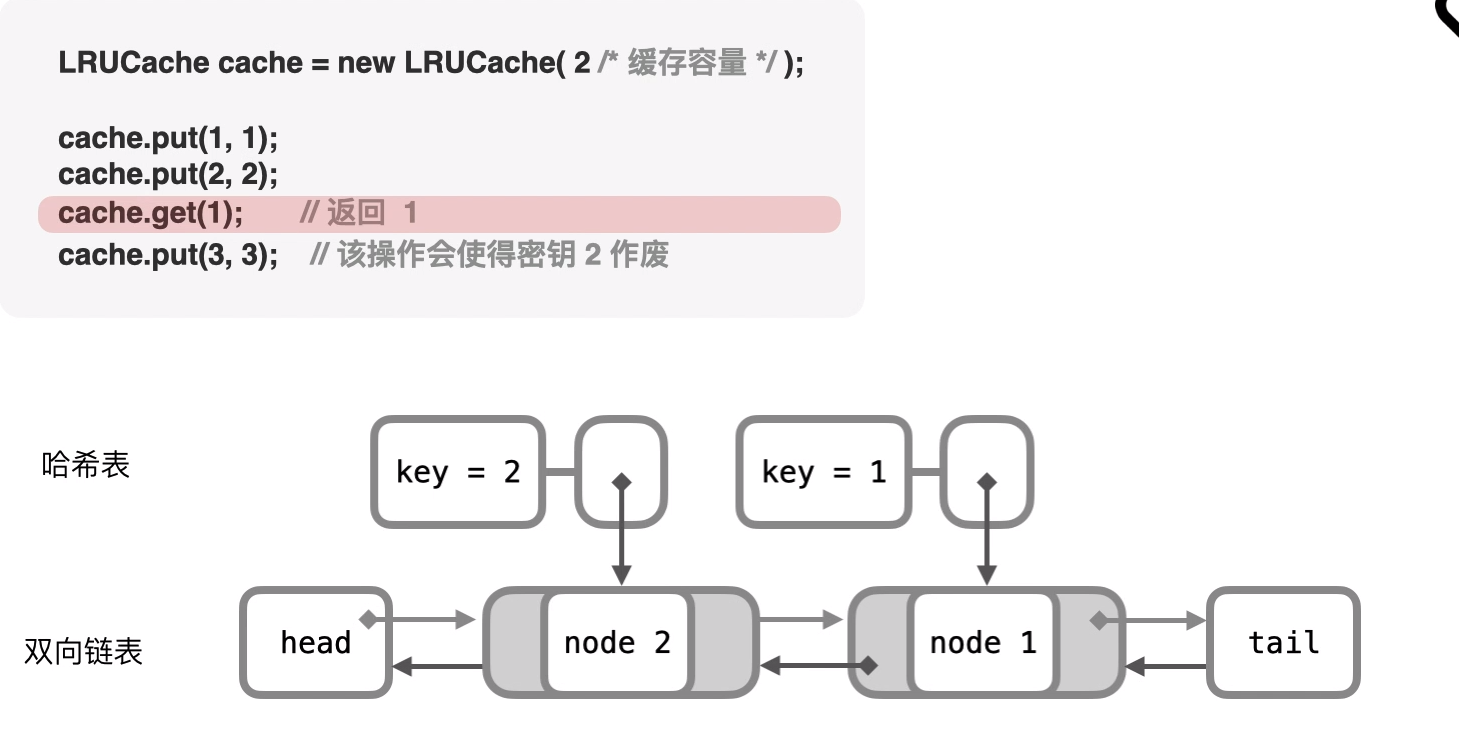 LRUCache cache = new LRUCache( 2 /* 缓存容量 */ );
cache.put(1, 1);
cache.put(2, 2);
cache.get(1); // 返回 1
cache.put(3, 3); // 该操作会使得密钥 2 作废
哈希表
key = 2
key = 1
双向链表
head
node 2
node 1
tail